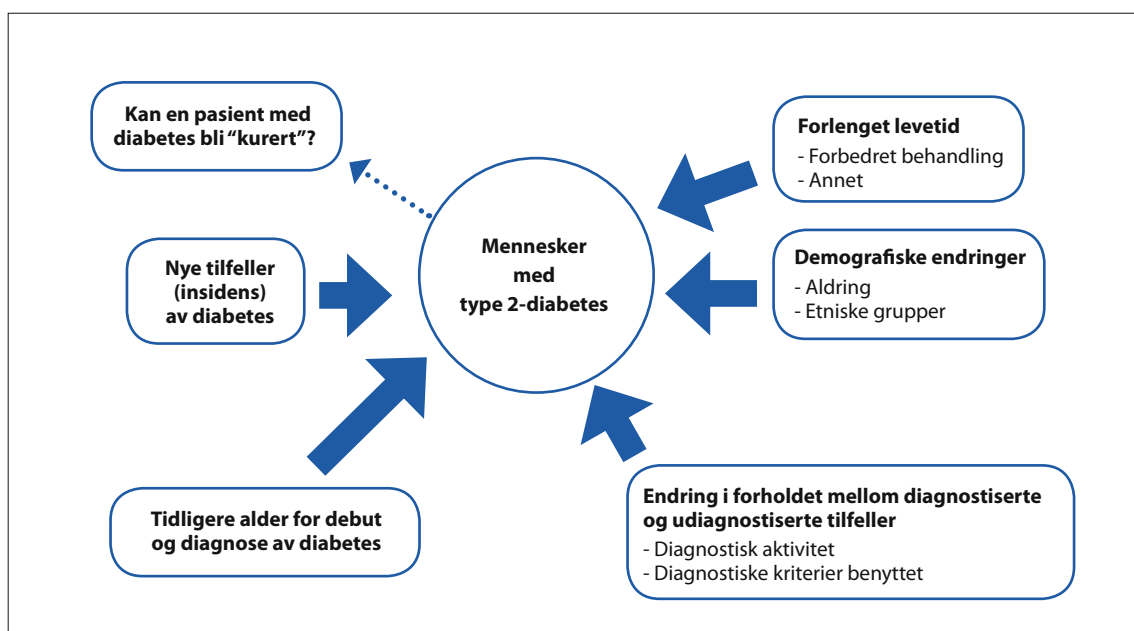 Kan en pasient med
diabetes bli “kurert”?
Forlenget levetid
- Forbedret behandling
- Annet
Nye tilfeller
(insidens)
av diabetes
Mennesker
med
type 2-diabetes
Demografiske endringer
- Aldring
- Etniske grupper
Tidligere alder for debut
og diagnose av diabetes
Endring i forholdet mellom diagnostiserte
og udiagnostiserte tilfeller
- Diagnostisk aktivitet
- Diagnostiske kriterier benyttet